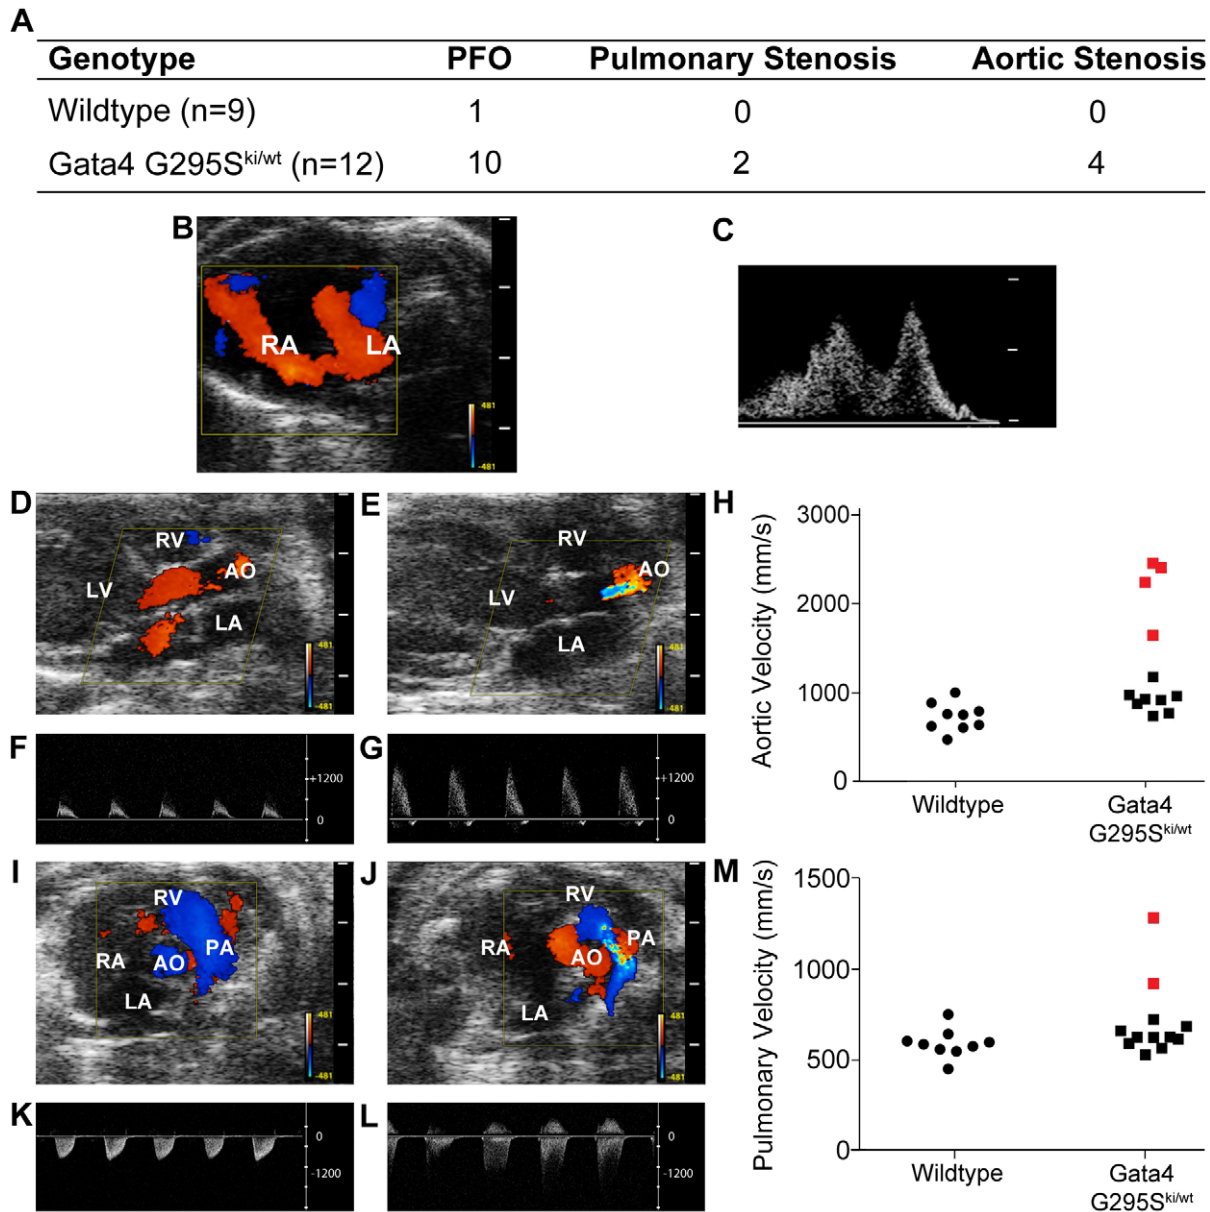 A
Genotype PFO Pulmonary Stenosis Aortic Stenosis
Wildtype (n=9) 1 0 0
Gata4 G295Ski/wt (n=12) 10 2 4
B
RA LA
481
-481
C
D
RV
AO
LV
LA
481
-481
E
RV
AO
LV
LA
481
-481
F
+1200
0
G
+1200
0
H
Aortic Velocity (mm/s)
3000
2000
1000
0
Wildtype
Gata4
G295Ski/wt
I
RV
PA
RA
AO
LA
481
-481
J
RV
PA
RA
AO
LA
481
-481
K
0
-1200
L
0
-1200
M
Pulmonary Velocity (mm/s)
1500
1000
500
0
Wildtype
Gata4
G295Ski/wt